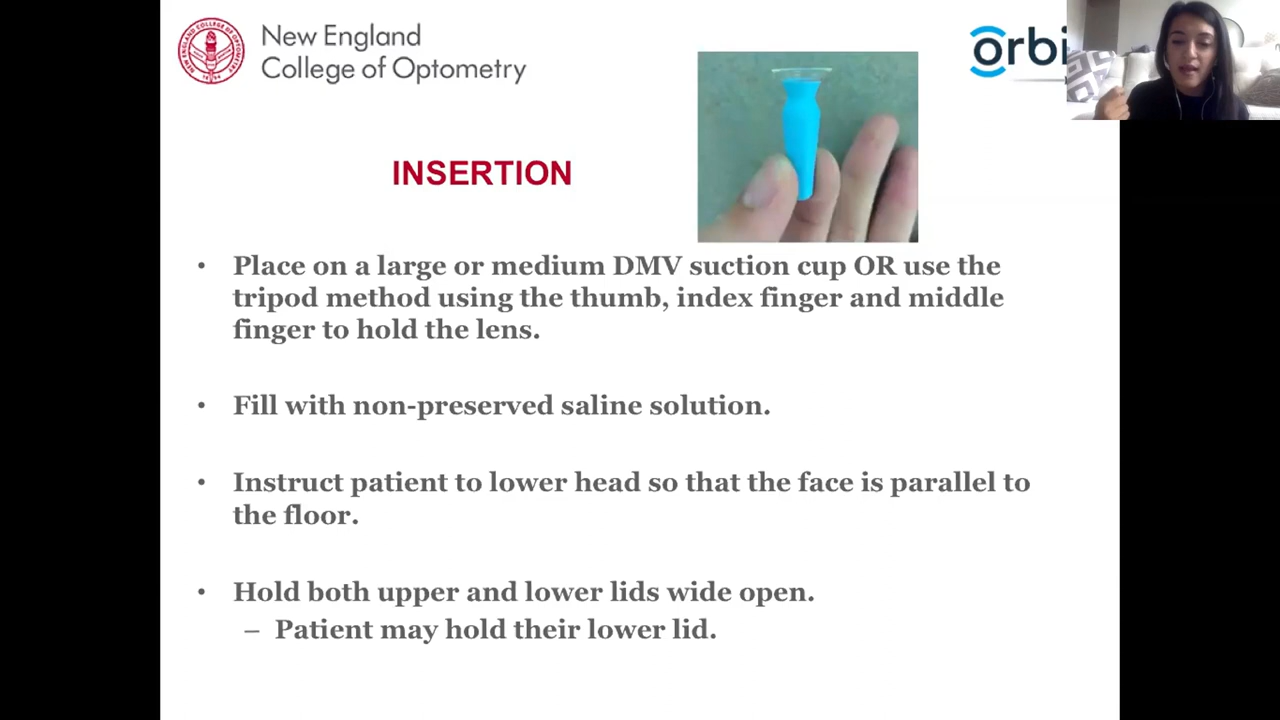 New England
College of Optometry
orbi
INSERTION
• Place on a large or medium DMV suction cup OR use the
tripod method using the thumb, index finger and middle
finger to hold the lens.
• Fill with non-preserved saline solution.
• Instruct patient to lower head so that the face is parallel to
the floor.
• Hold both upper and lower lids wide open.
– Patient may hold their lower lid.